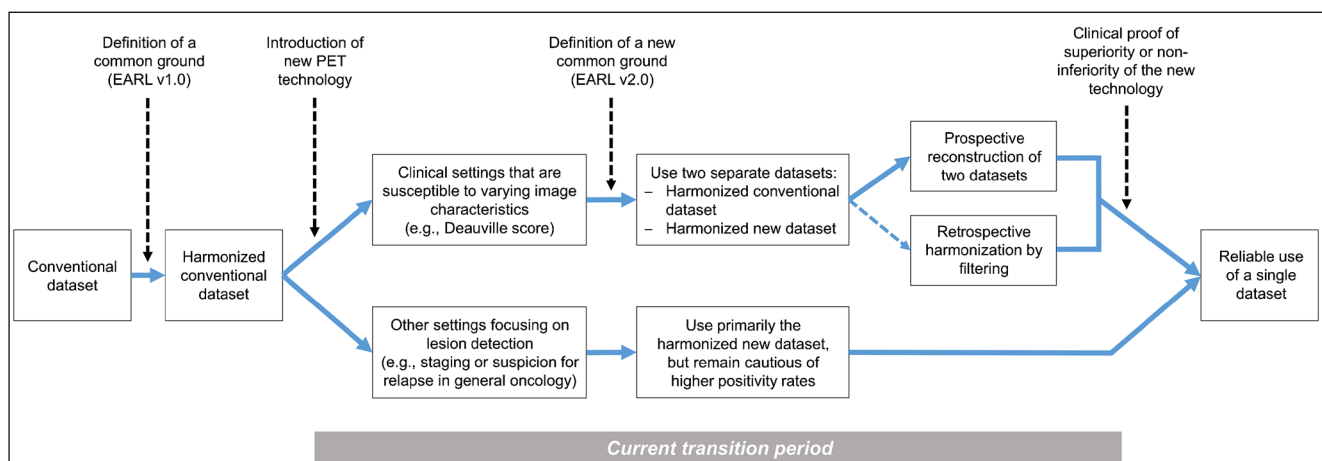 Definition of a
common ground
(EARL v1.0)
Introduction of
new PET
technology
Definition of a new
common ground
(EARL v2.0)
Clinical proof of
superiority or non-
inferiority of the new
technology
Conventional
dataset
Harmonized
conventional
dataset
Clinical settings that are
susceptible to varying image
characteristics
(e.g., Deauville score)
Use two separate datasets:
– Harmonized conventional
dataset
– Harmonized new dataset
Prospective
reconstruction of
two datasets
Retrospective
harmonization by
filtering
Other settings focusing on
lesion detection
(e.g., staging or suspicion for
relapse in general oncology)
Use primarily the
harmonized new dataset,
but remain cautious of
higher positivity rates
Reliable use
of a single
dataset
Current transition period